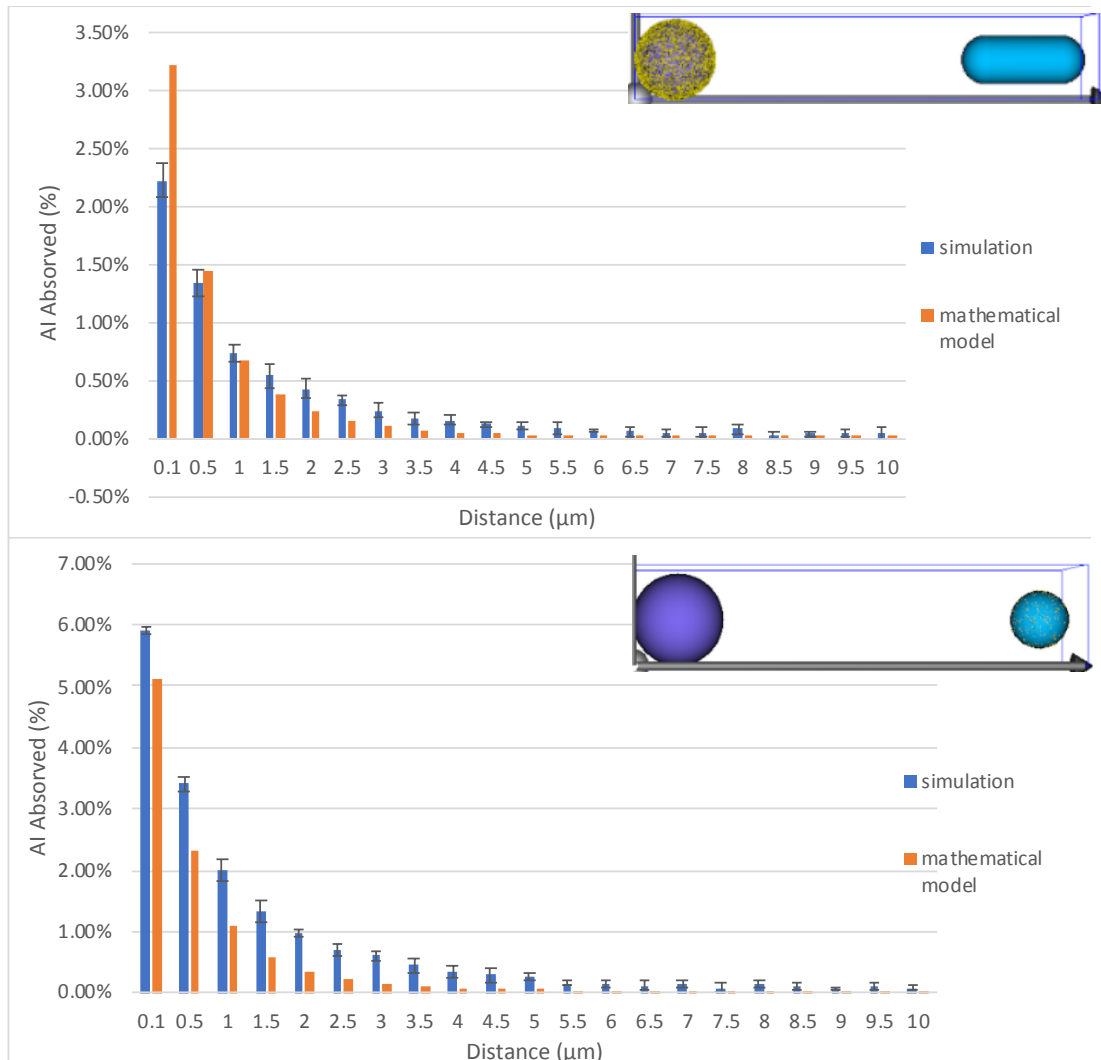 3.50%
3.00%
2.50%
2.00%
1.50%
1.00%
0.50%
0.00%
-0.50%
AI Absorved (%)
0.1 0.5 1 1.5 2 2.5 3 3.5 4 4.5 5 5.5 6 6.5 7 7.5 8 8.5 9 9.5 10
Distance (µm)
simulation
mathematical
model
7.00%
6.00%
5.00%
4.00%
3.00%
2.00%
1.00%
0.00%
AI Absorved (%)
0.1 0.5 1 1.5 2 2.5 3 3.5 4 4.5 5 5.5 6 6.5 7 7.5 8 8.5 9 9.5 10
Distance (µm)
simulation
mathematical
model